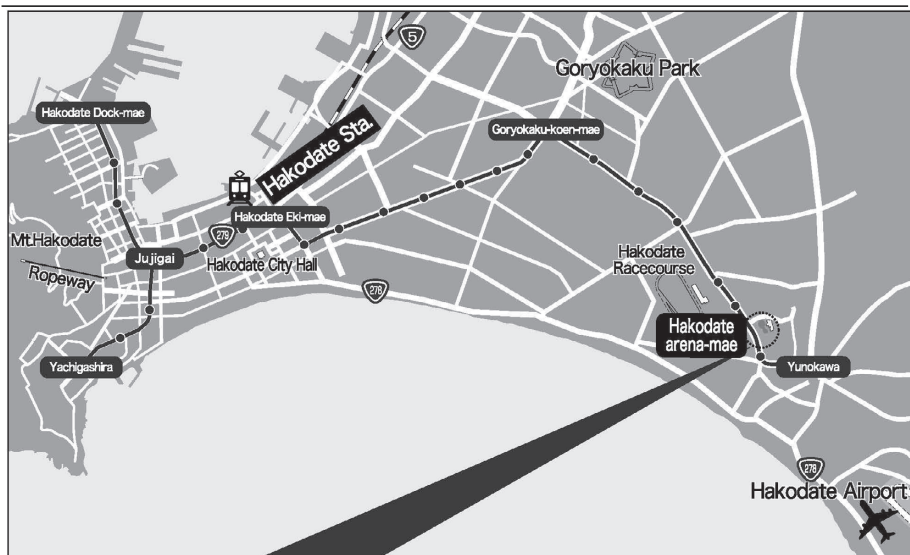 5
Goryokaku Park
Hakodate Dock-mae
Hakodate Sta.
Goryokaku-koen-mae
Hakodate Eki-mae
279
Mt.Hakodate
Jujigai
Hakodate City Hall
Ropeway
Hakodate
Racecourse
278
Hakodate
arena-mae
Yachigashira
Yunokawa
278
Hakodate Airport